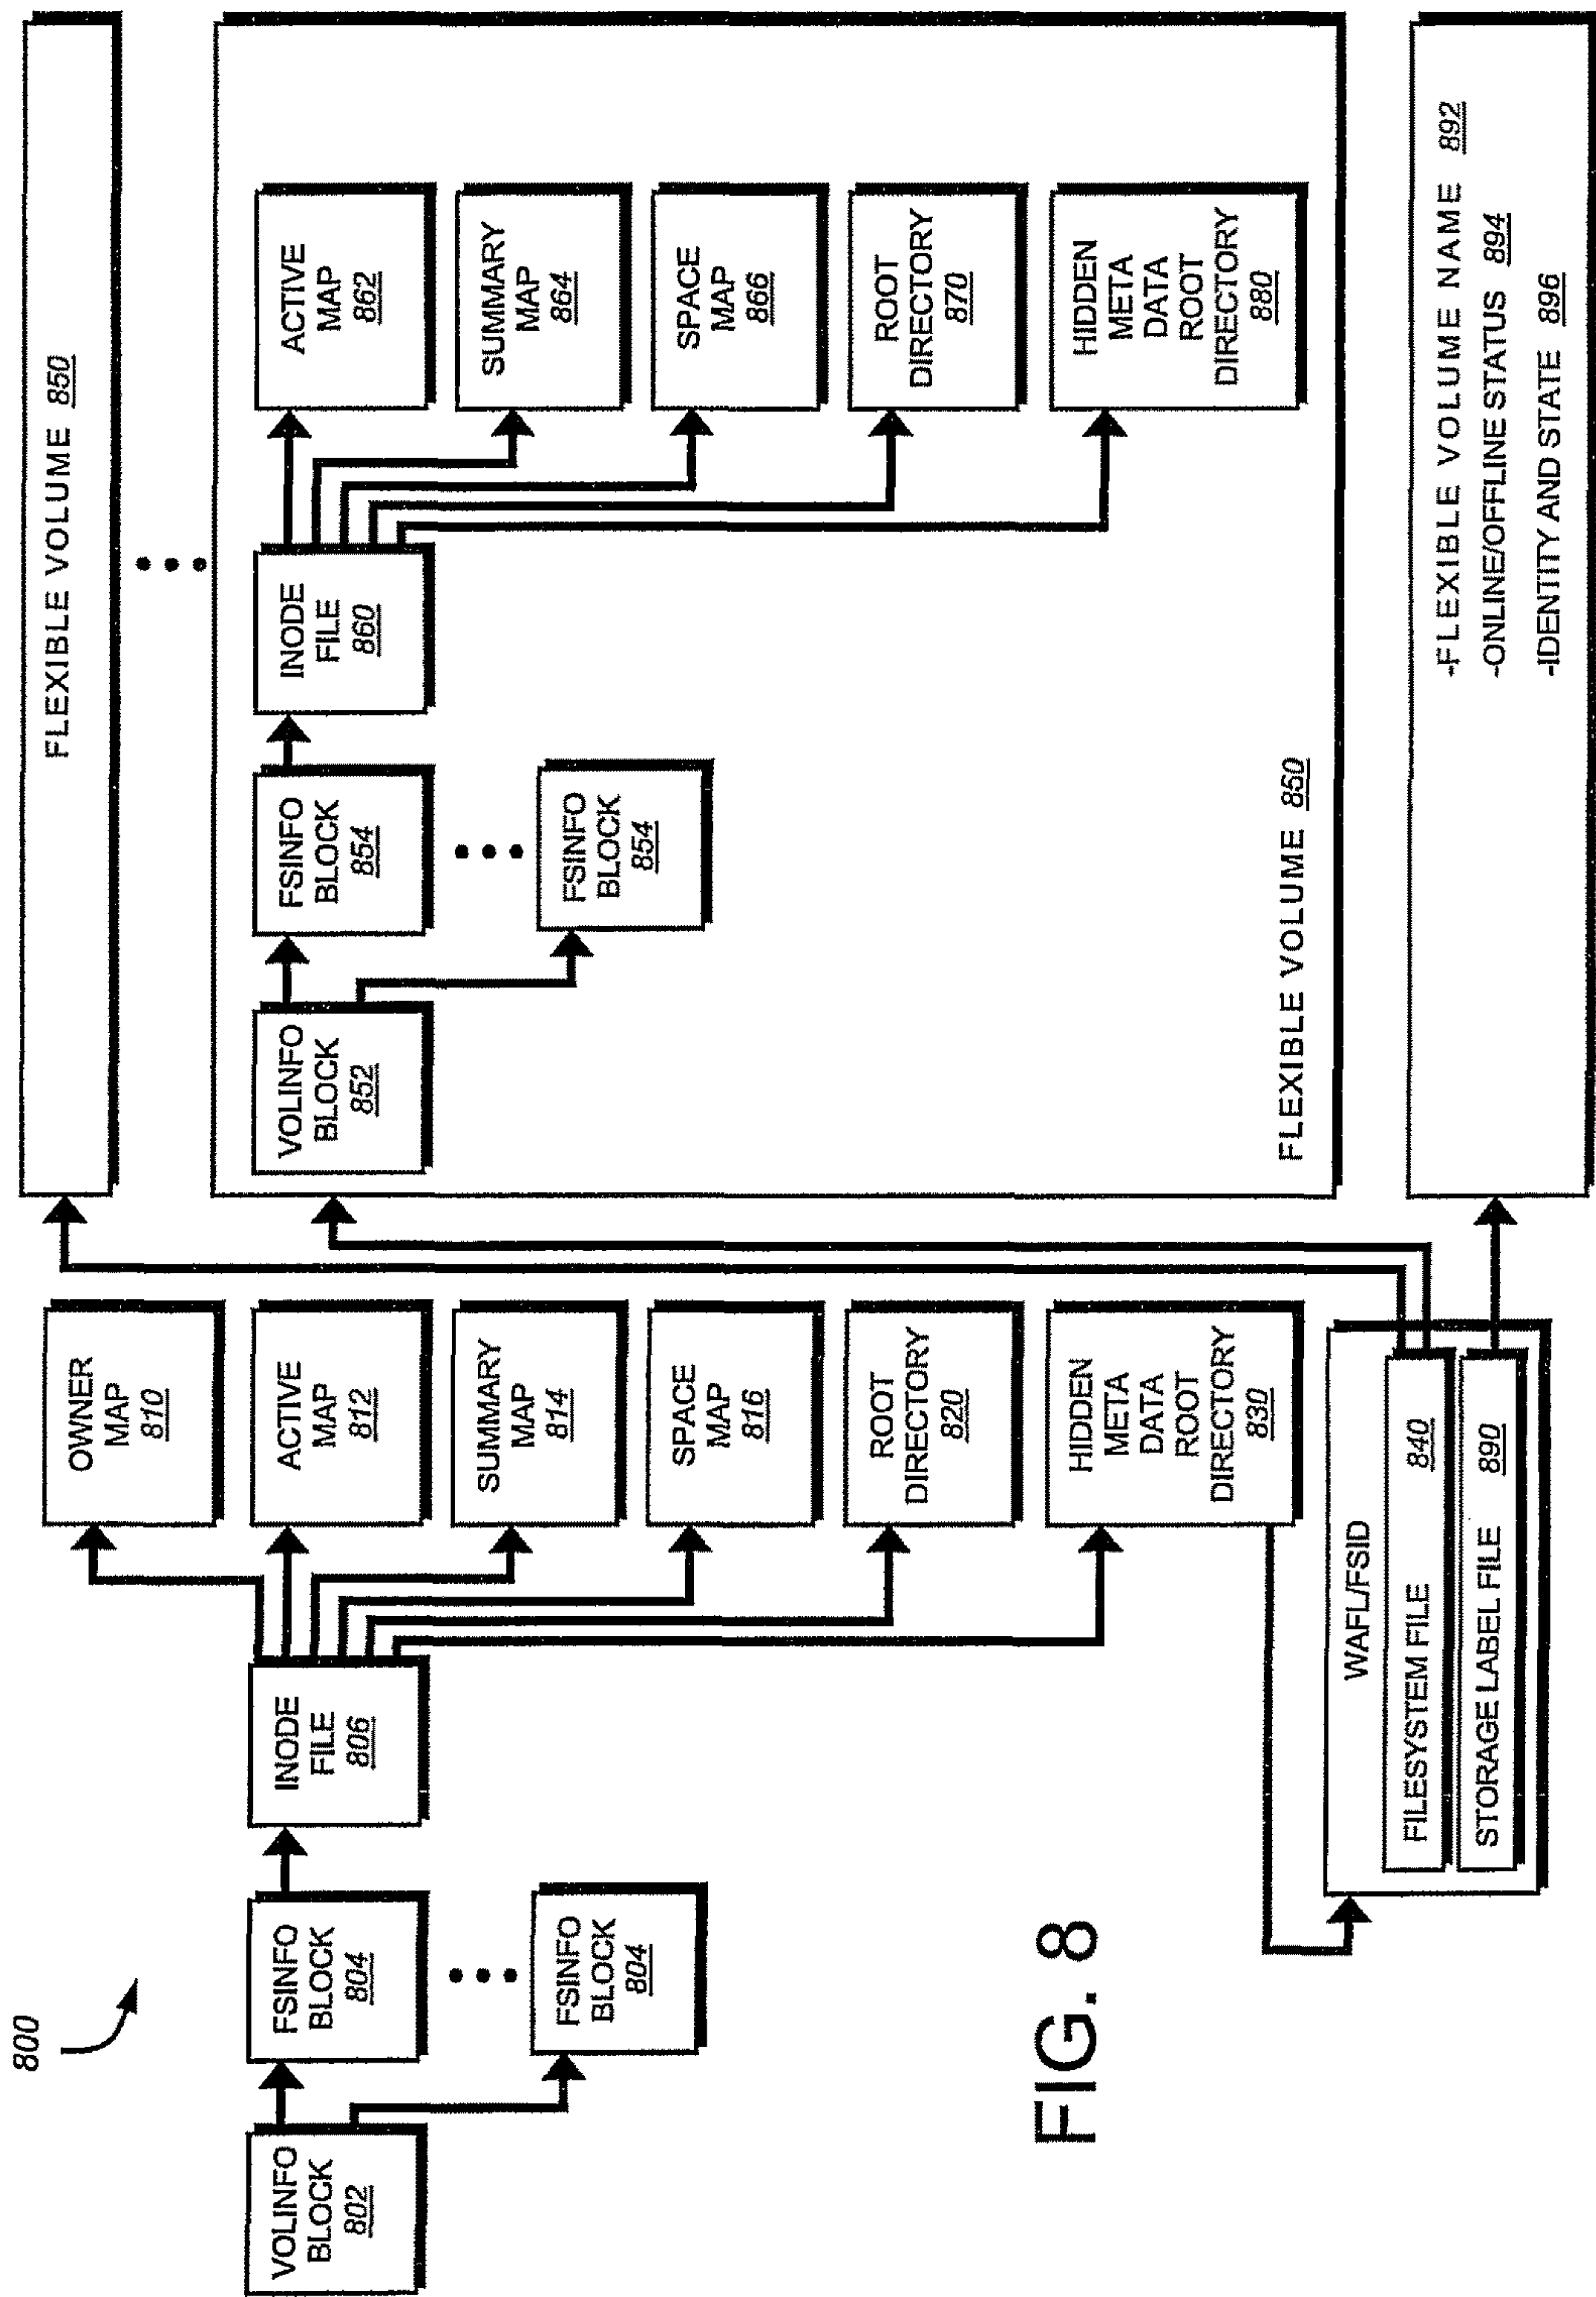 800
VOLINFO
BLOCK
802
FSINFO
BLOCK
804
FSINFO
BLOCK
804
INODE
FILE
806
OWNER
MAP
810
ACTIVE
MAP
812
SUMMARY
MAP
814
SPACE
MAP
816
ROOT
DIRECTORY
820
HIDDEN
META
DATA
ROOT
DIRECTORY
830
WAFL/FSID
FILESYSTEM FILE 840
STORAGE LABEL FILE 890
FLEXIBLE VOLUME 850
VOLINFO
BLOCK
852
FSINFO
BLOCK
854
FSINFO
BLOCK
854
INODE
FILE
860
ACTIVE
MAP
862
SUMMARY
MAP
864
SPACE
MAP
866
ROOT
DIRECTORY
870
HIDDEN
META
DATA
ROOT
DIRECTORY
880
FLEXIBLE VOLUME 850
-FLEXIBLE VOLUME NAME 892
-ONLINE/OFFLINE STATUS 894
-IDENTITY AND STATE 896
FIG. 8